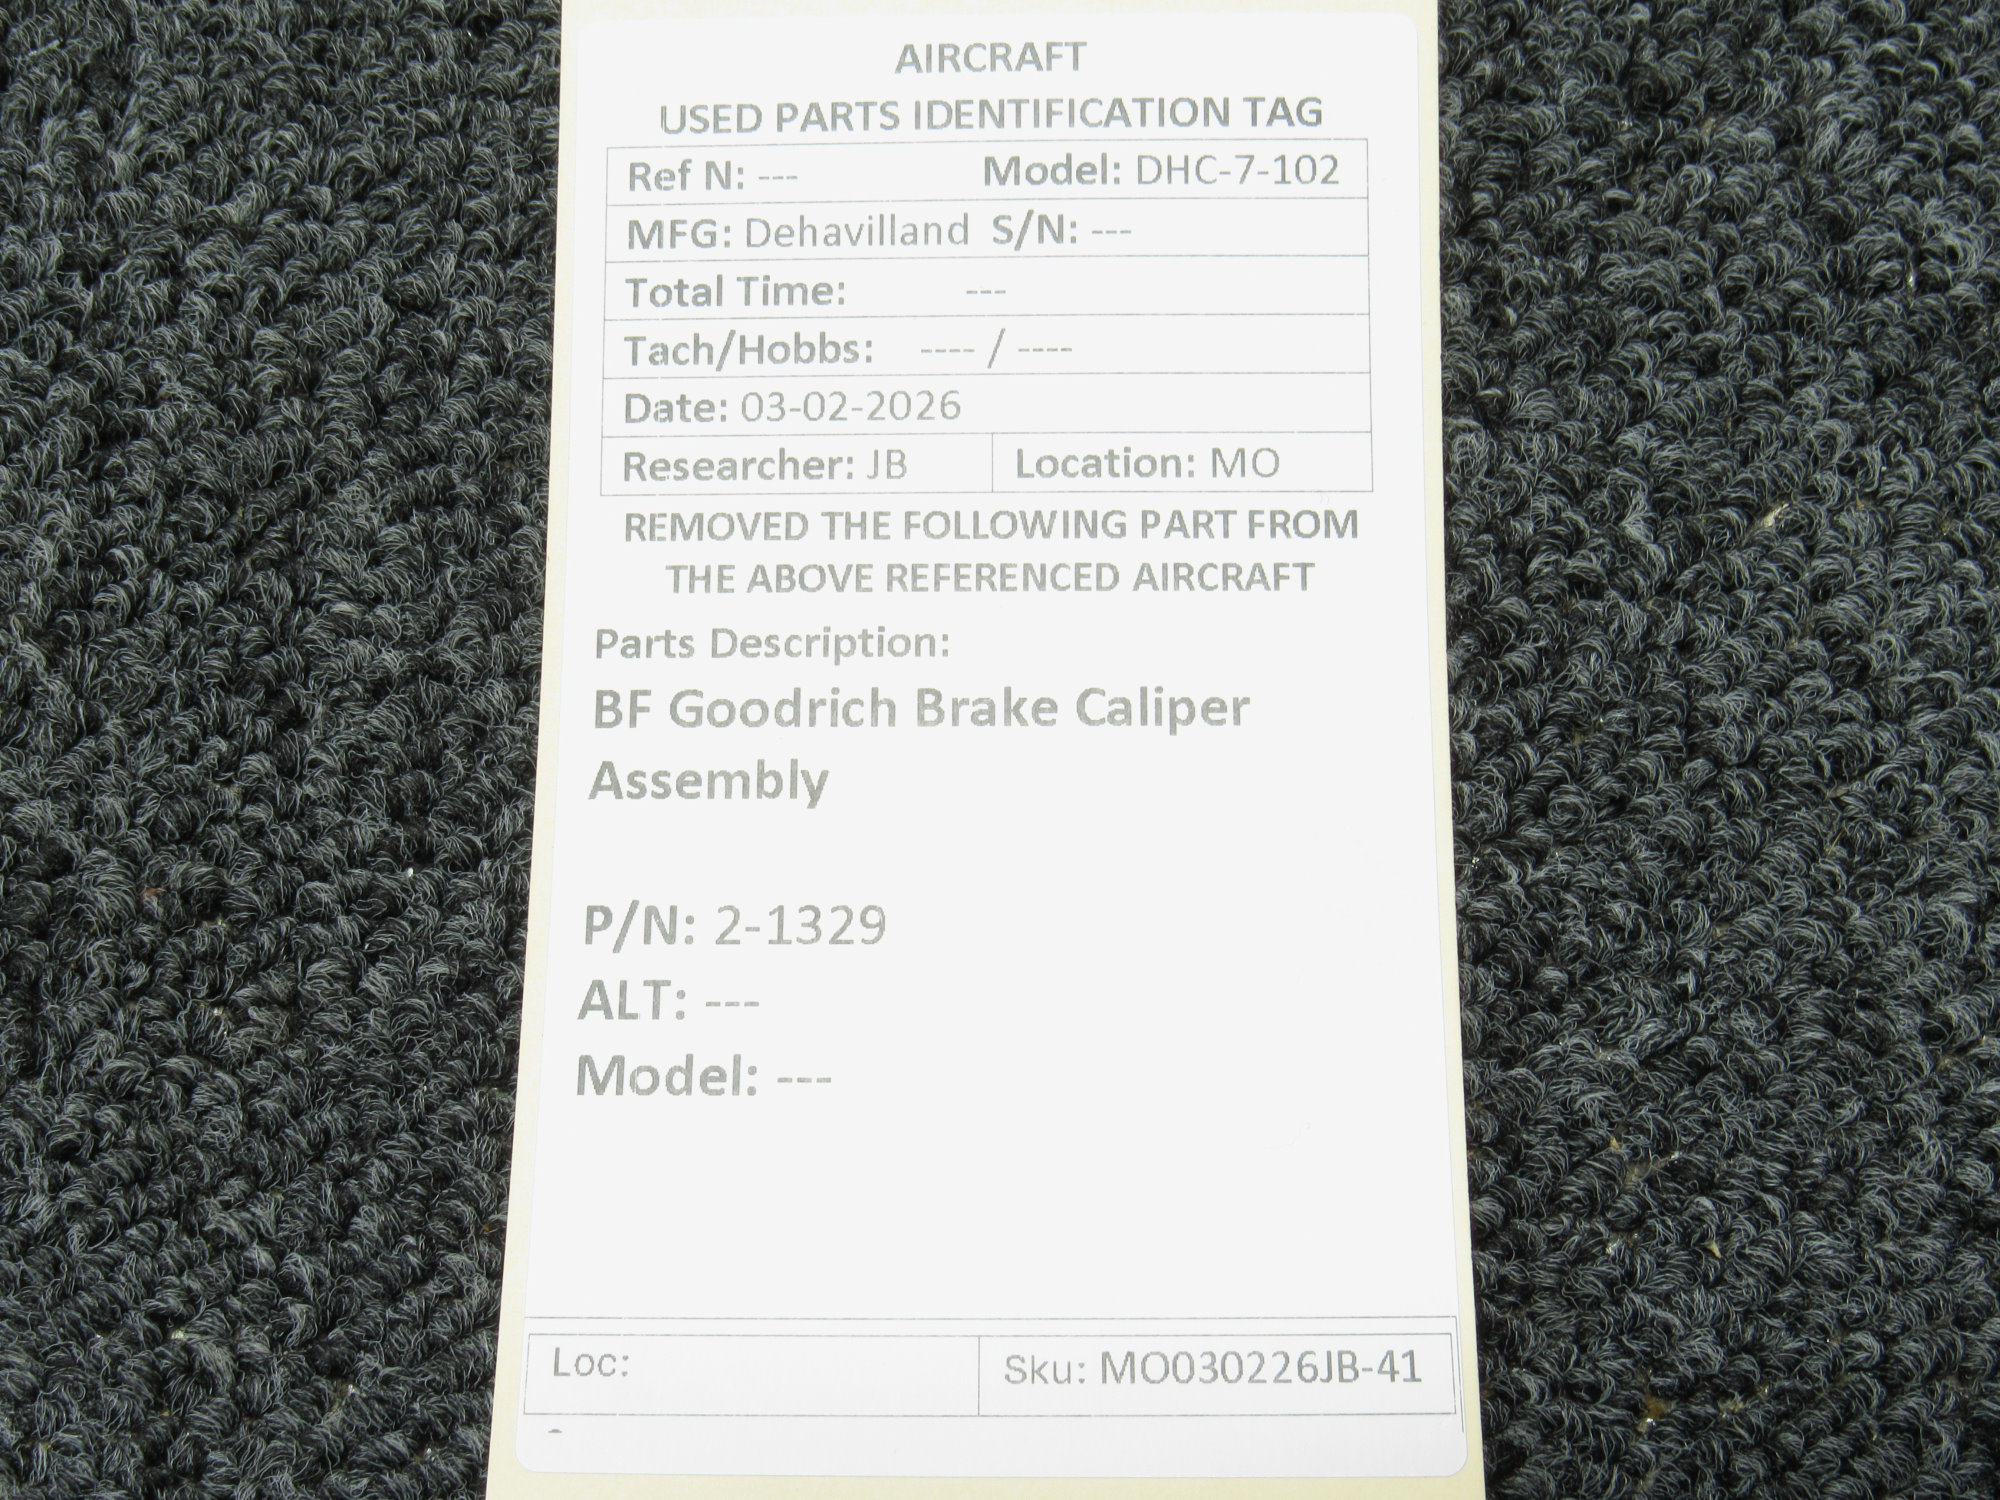 AIRCRAFT
USED PARTS IDENTIFICATION TAG
Ref N: --- Model: DHC-7-102
MFG: Dehavilland S/N: ---
Total Time: ---
Tach/Hobbs: ---- / ----
Date: 03-02-2026
Researcher: JB Location: MO
REMOVED THE FOLLOWING PART FROM
THE ABOVE REFERENCED AIRCRAFT
Parts Description:
BF Goodrich Brake Caliper
Assembly
P/N: 2-1329
ALT: ---
Model: ---
Loc: Sku: MO030226JB-41